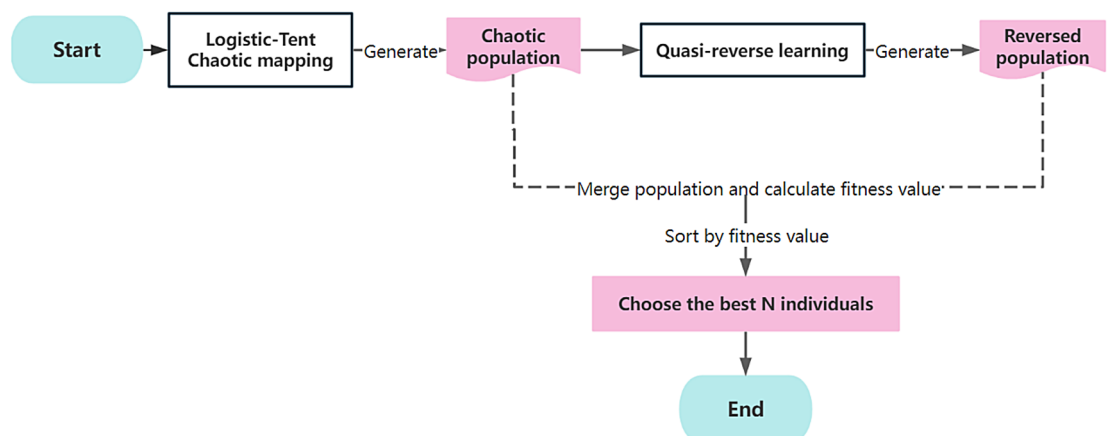 Start
Logistic-Tent
Chaotic mapping
Generate
Chaotic
population
Quasi-reverse learning
Generate
Reversed
population
Merge population and calculate fitness value
Sort by fitness value
Choose the best N individuals
End